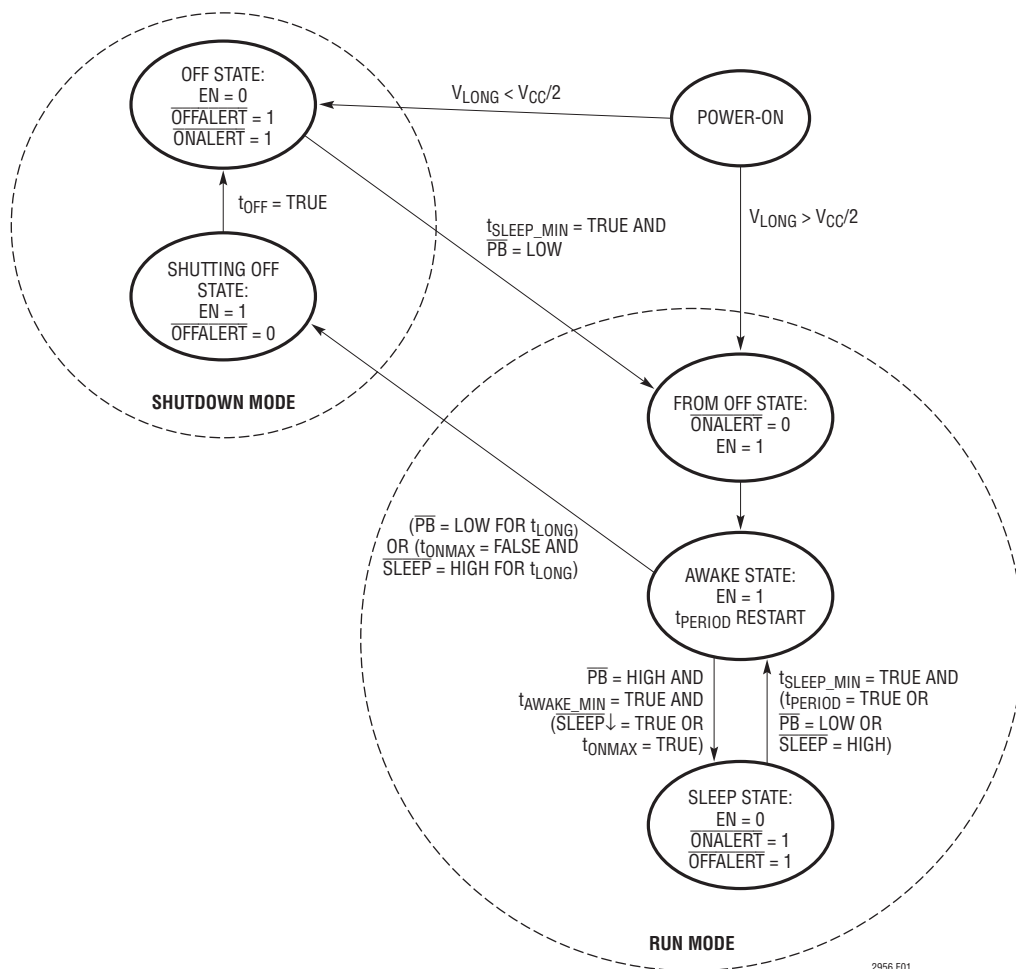 OFF STATE:
EN = 0
OFFALERT = 1
ONALERT = 1
V_LONG < V_CC/2
POWER-ON
t_OFF = TRUE
t_SLEEP_MIN = TRUE AND
PB = LOW
V_LONG > V_CC/2
SHUTTING OFF
STATE:
EN = 1
OFFALERT = 0
SHUTDOWN MODE
FROM OFF STATE:
ONALERT = 0
EN = 1
(PB = LOW FOR t_LONG)
OR (t_ONMAX = FALSE AND
SLEEP = HIGH FOR t_LONG)
AWAKE STATE:
EN = 1
t_PERIOD RESTART
PB = HIGH AND
t_AWAKE_MIN = TRUE AND
(SLEEP↓ = TRUE OR
t_ONMAX = TRUE)
t_SLEEP_MIN = TRUE AND
(t_PERIOD = TRUE OR
PB = LOW OR
SLEEP = HIGH)
SLEEP STATE:
EN = 0
ONALERT = 1
OFFALERT = 1
RUN MODE
2956 F01